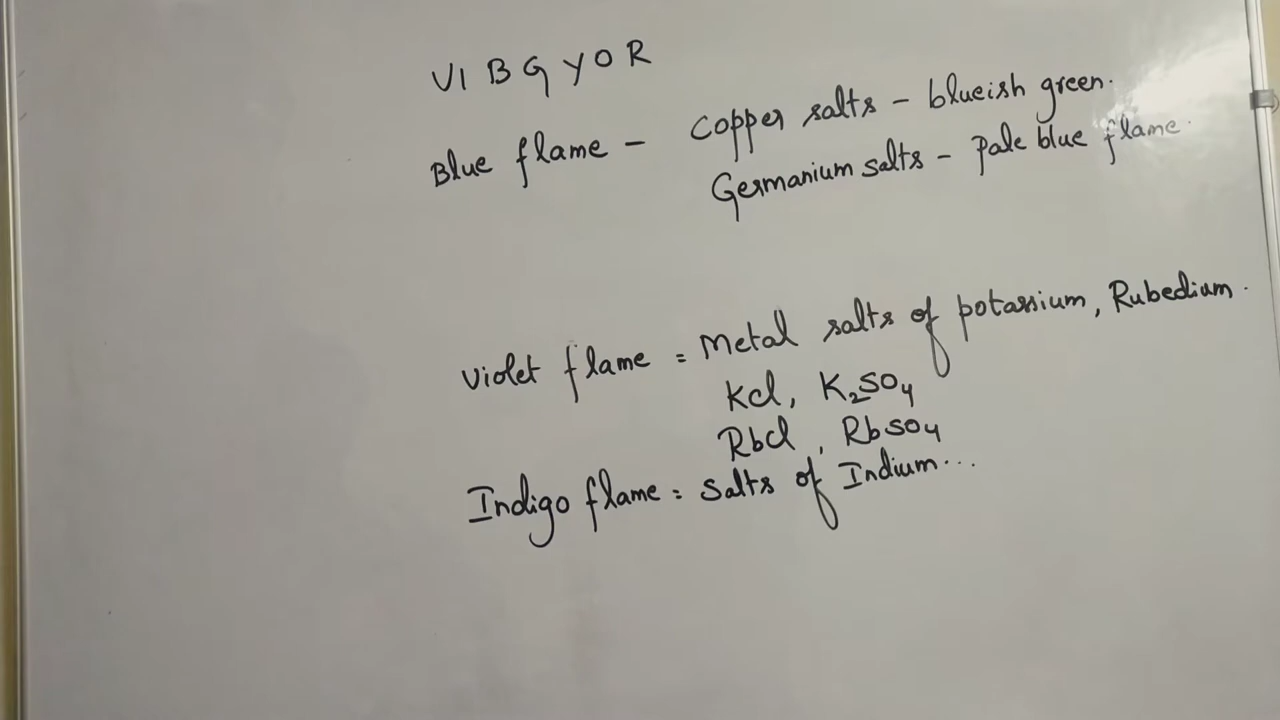 VIBGYOR
Blue flame - Copper salts - blueish green.
Germanium salts - pale blue flame.
Violet flame = Metal salts of potassium, Rubedium.
KCl, K₂SO₄
RbCl, RbSO₄
Indigo flame = Salts of Indium...